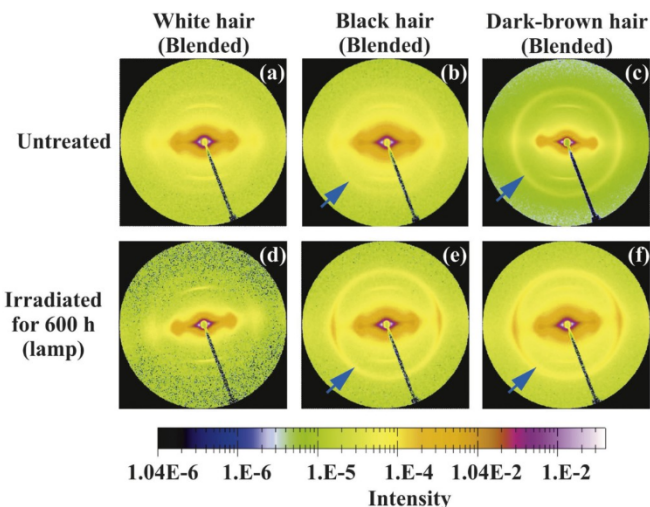 White hair
(Blended)
Black hair
(Blended)
Dark-brown hair
(Blended)
Untreated
(a)
(b)
(c)
Irradiated
for 600 h
(lamp)
(d)
(e)
(f)
1.04E-6 1.E-6 1.E-5 1.E-4 1.04E-2 1.E-2
Intensity